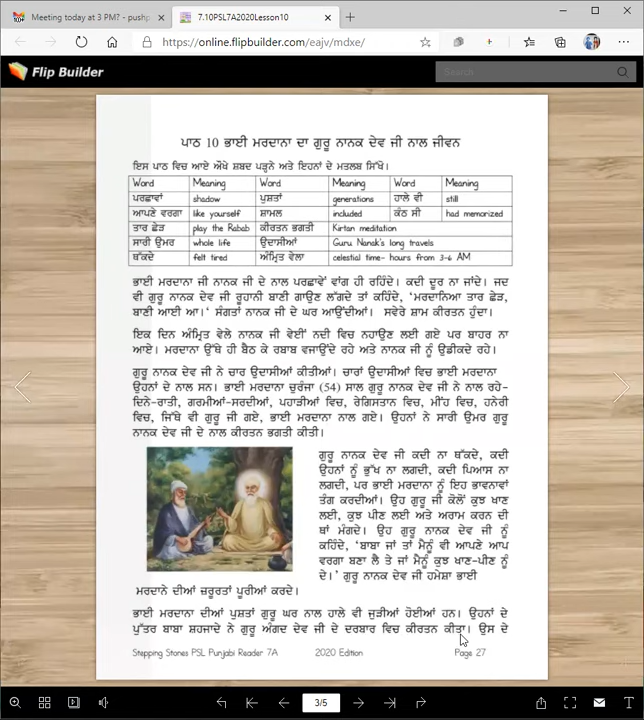 Meeting today at 3 PM? - pushp
7.10PSL7A2020Lesson10
https://online.flipbuilder.com/eajv/mdxe/
Flip Builder
Search
ਪਾਠ 10 ਭਾਈ ਮਰਦਾਨਾ ਦਾ ਗੁਰੂ ਨਾਨਕ ਦੇਵ ਜੀ ਨਾਲ ਜੀਵਨ
ਇਸ ਪਾਠ ਵਿਚ ਆਏ ਔਖੇ ਸ਼ਬਦ ਪੜ੍ਹਨੇ ਅਤੇ ਇਹਨਾਂ ਦੇ ਮਤਲਬ ਸਿੱਖੋ।
Word Meaning Word Meaning Word Meaning
ਪਰਛਾਵਾਂ shadow ਪੁਸ਼ਤਾਂ generations ਹਾਲੇ ਵੀ still
ਆਪਣੇ ਵਰਗਾ like yourself ਸ਼ਾਮਲ included ਕੰਠ ਸੀ had memorized
ਤਾਰ ਛੇੜ play the Rabab ਕੀਰਤਨ ਭਗਤੀ Kirtan meditation
ਸਾਰੀ ਉਮਰ whole life ਉਦਾਸੀਆਂ Guru Nanak's long travels
ਥੱਕਦੇ felt tired ਅੰਮ੍ਰਿਤ ਵੇਲਾ celestial time- hours from 3-6 AM
ਭਾਈ ਮਰਦਾਨਾ ਜੀ ਨਾਨਕ ਜੀ ਦੇ ਨਾਲ ਪਰਛਾਵੇਂ ਵਾਂਗ ਹੀ ਰਹਿੰਦੇ। ਕਦੀ ਦੂਰ ਨਾ ਜਾਂਦੇ। ਜਦ
ਵੀ ਗੁਰੂ ਨਾਨਕ ਦੇਵ ਜੀ ਰੂਹਾਨੀ ਬਾਣੀ ਗਾਉਣ ਲੱਗਦੇ ਤਾਂ ਕਹਿੰਦੇ, 'ਮਰਦਾਨਿਆ ਤਾਰ ਛੇੜ,
ਬਾਣੀ ਆਈ ਆ।' ਸੰਗਤਾਂ ਨਾਨਕ ਜੀ ਦੇ ਘਰ ਆਉਂਦੀਆਂ। ਸਵੇਰੇ ਸ਼ਾਮ ਕੀਰਤਨ ਹੁੰਦਾ।
ਇਕ ਦਿਨ ਅੰਮ੍ਰਿਤ ਵੇਲੇ ਨਾਨਕ ਜੀ ਵੇਈਂ ਨਦੀ ਵਿਚ ਨਹਾਉਣ ਲਈ ਗਏ ਪਰ ਬਾਹਰ ਨਾ
ਆਏ। ਮਰਦਾਨਾ ਉੱਥੇ ਹੀ ਬੈਠ ਕੇ ਰਬਾਬ ਵਜਾਉਂਦੇ ਰਹੇ ਅਤੇ ਨਾਨਕ ਜੀ ਨੂੰ ਉਡੀਕਦੇ ਰਹੇ।
ਗੁਰੂ ਨਾਨਕ ਦੇਵ ਜੀ ਨੇ ਚਾਰ ਉਦਾਸੀਆਂ ਕੀਤੀਆਂ। ਚਾਰਾਂ ਉਦਾਸੀਆਂ ਵਿਚ ਭਾਈ ਮਰਦਾਨਾ
ਉਹਨਾਂ ਦੇ ਨਾਲ ਸਨ। ਭਾਈ ਮਰਦਾਨਾ ਚੁਰੰਜਾ (54) ਸਾਲ ਗੁਰੂ ਨਾਨਕ ਦੇਵ ਜੀ ਨੇ ਨਾਲ ਰਹੇ-
ਦਿਨੇ-ਰਾਤੀ, ਗਰਮੀਆਂ-ਸਰਦੀਆਂ, ਪਹਾੜੀਆਂ ਵਿਚ, ਰੇਗਿਸਤਾਨ ਵਿਚ, ਮੀਂਹ ਵਿਚ, ਹਨੇਰੀ
ਵਿਚ, ਜਿੱਥੇ ਵੀ ਗੁਰੂ ਜੀ ਗਏ, ਭਾਈ ਮਰਦਾਨਾ ਨਾਲ ਗਏ। ਉਹਨਾਂ ਨੇ ਸਾਰੀ ਉਮਰ ਗੁਰੂ
ਨਾਨਕ ਦੇਵ ਜੀ ਦੇ ਨਾਲ ਕੀਰਤਨ ਭਗਤੀ ਕੀਤੀ।
ਗੁਰੂ ਨਾਨਕ ਦੇਵ ਜੀ ਕਦੀ ਨਾ ਥੱਕਦੇ, ਕਦੀ
ਉਹਨਾਂ ਨੂੰ ਭੁੱਖ ਨਾ ਲਗਦੀ, ਕਦੀ ਪਿਆਸ ਨਾ
ਲਗਦੀ, ਪਰ ਭਾਈ ਮਰਦਾਨਾ ਨੂੰ ਇਹ ਭਾਵਨਾਵਾਂ
ਤੰਗ ਕਰਦੀਆਂ। ਉਹ ਗੁਰੂ ਜੀ ਕੋਲੋਂ ਕੁਝ ਖਾਣ
ਲਈ, ਕੁਝ ਪੀਣ ਲਈ ਅਤੇ ਅਰਾਮ ਕਰਨ ਦੀ
ਥਾਂ ਮੰਗਦੇ। ਉਹ ਗੁਰੂ ਨਾਨਕ ਦੇਵ ਜੀ ਨੂੰ
ਕਹਿੰਦੇ, 'ਬਾਬਾ ਜਾਂ ਤਾਂ ਮੈਨੂੰ ਵੀ ਆਪਣੇ ਆਪ
ਵਰਗਾ ਬਣਾ ਲੈ ਤੇ ਜਾਂ ਮੈਨੂੰ ਕੁਝ ਖਾਣ-ਪੀਣ ਨੂੰ
ਦੇ।' ਗੁਰੂ ਨਾਨਕ ਦੇਵ ਜੀ ਹਮੇਸ਼ਾ ਭਾਈ
ਮਰਦਾਨੇ ਦੀਆਂ ਜ਼ਰੂਰਤਾਂ ਪੂਰੀਆਂ ਕਰਦੇ।
ਭਾਈ ਮਰਦਾਨਾ ਦੀਆਂ ਪੁਸ਼ਤਾਂ ਗੁਰੂ ਘਰ ਨਾਲ ਹਾਲੇ ਵੀ ਜੁੜੀਆਂ ਹੋਈਆਂ ਹਨ। ਉਹਨਾਂ ਦੇ
ਪੁੱਤਰ ਬਾਬਾ ਸ਼ਹਜਾਦੇ ਨੇ ਗੁਰੂ ਅੰਗਦ ਦੇਵ ਜੀ ਦੇ ਦਰਬਾਰ ਵਿਚ ਕੀਰਤਨ ਕੀਤਾ। ਉਸ ਦੇ
Stepping Stones PSL Punjabi Reader 7A 2020 Edition Page 27
3/5